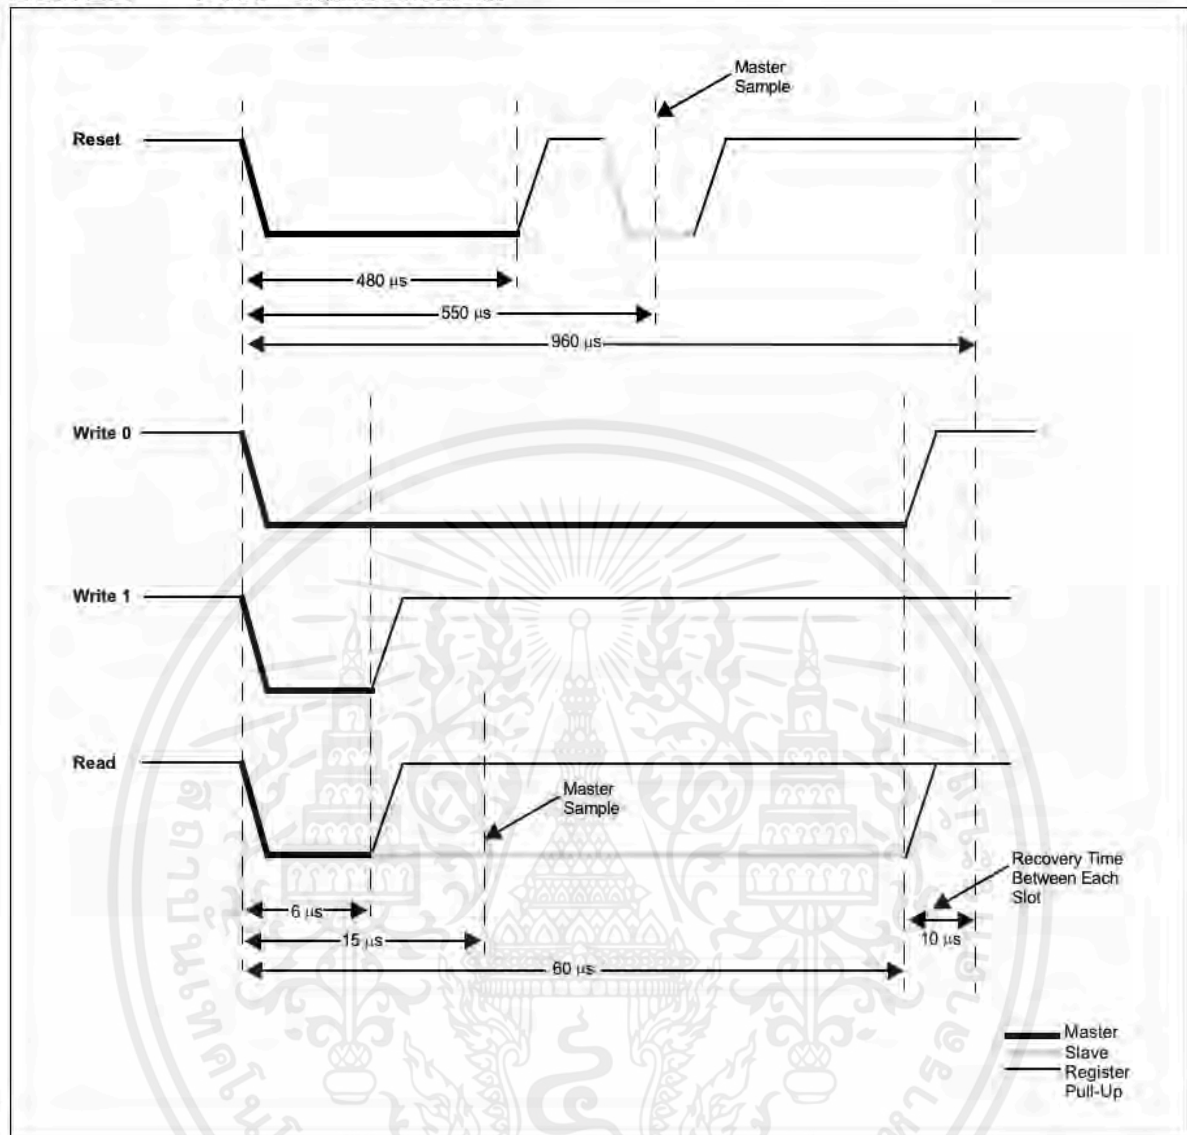 Master
Sample
Reset
480 µs
550 µs
960 µs
Write 0
Write 1
Read
Master
Sample
Recovery Time
Between Each
Slot
6 µs
10 µs
15 µs
60 µs
Master
Slave
Register
Pull-Up